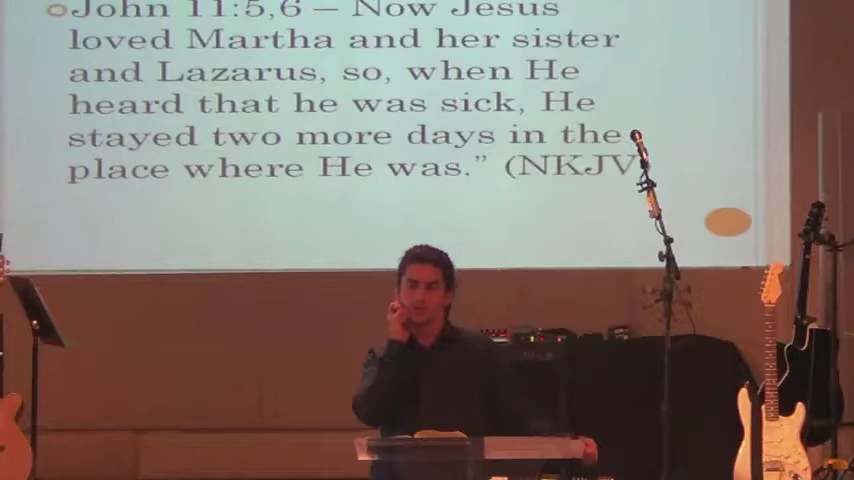 John 11:5,6 – Now Jesus
loved Martha and her sister
and Lazarus, so, when He
heard that he was sick, He
stayed two more days in the
place where He was.” (NKJV